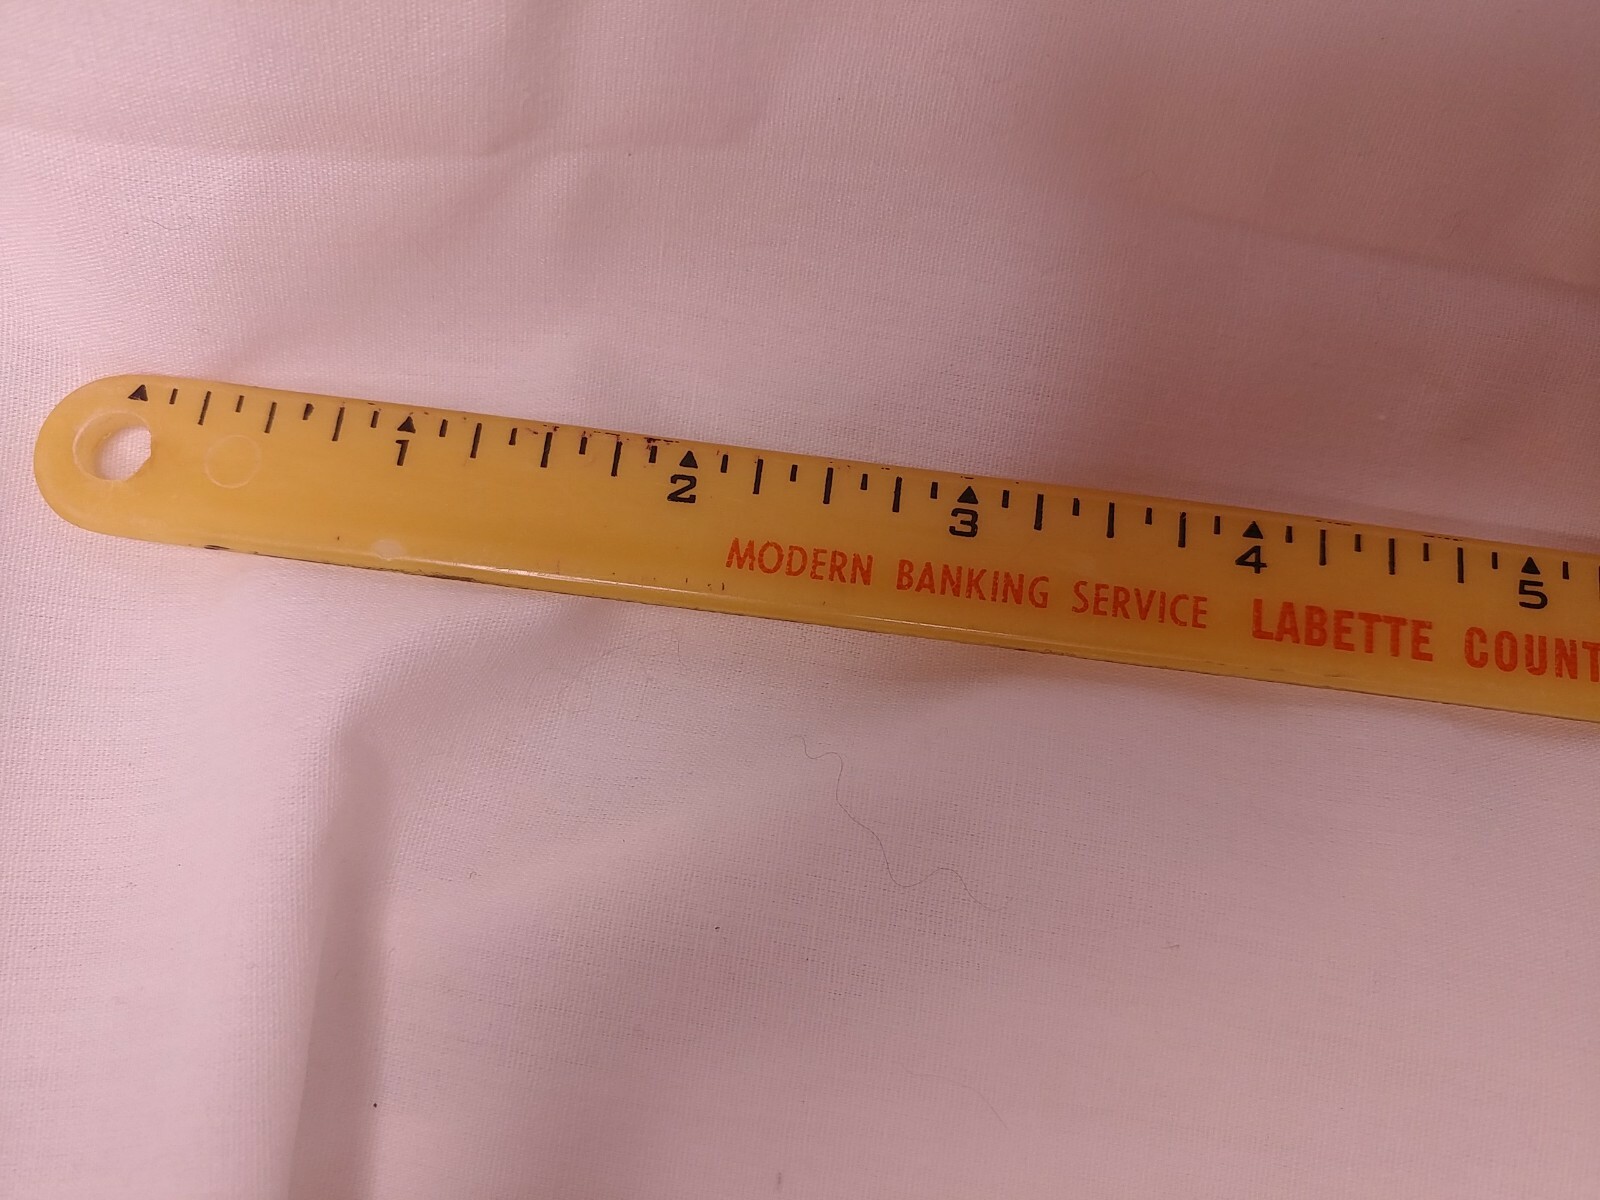 1 2 3 4 5
MODERN BANKING SERVICE LABETTE COUNT